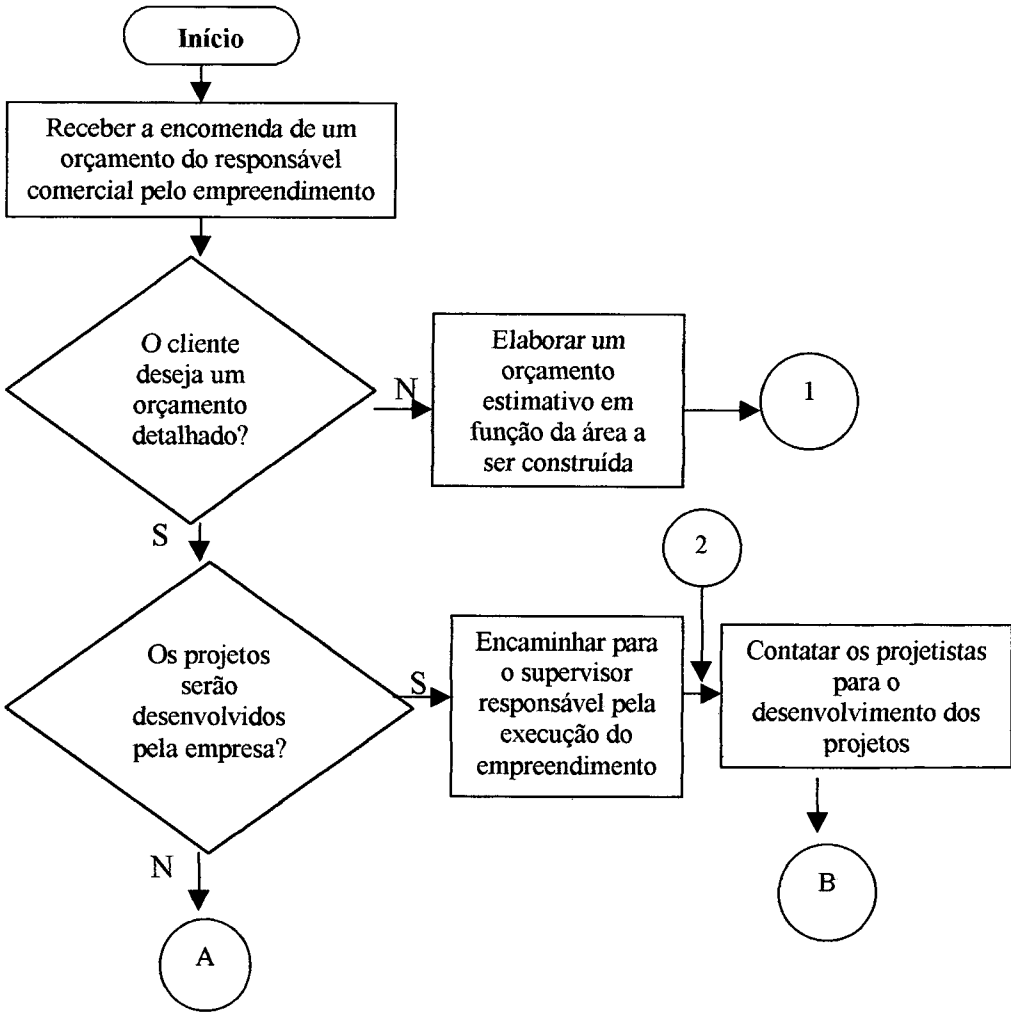 Início
Receber a encomenda de um
orçamento do responsável
comercial pelo empreendimento
O cliente
deseja um
orçamento
detalhado?
N
Elaborar um
orçamento
estimativo em
função da área a
ser construída
1
S
2
Os projetos
serão
desenvolvidos
pela empresa?
S
Encaminhar para
o supervisor
responsável pela
execução do
empreendimento
Contatar os projetistas
para o
desenvolvimento dos
projetos
N
B
A